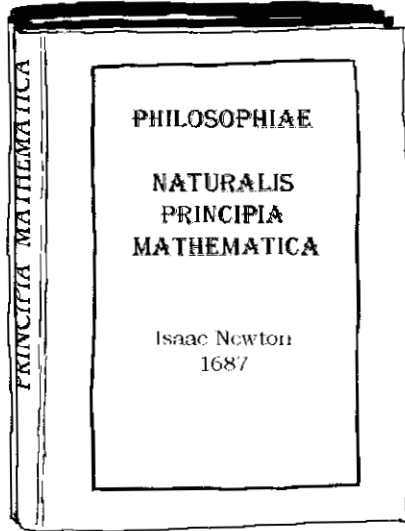 PRINCIPIA MATHEMATICA
PHILOSOPHIAE
NATURALIS
PRINCIPIA
MATHEMATICA
Isaac Newton
1687